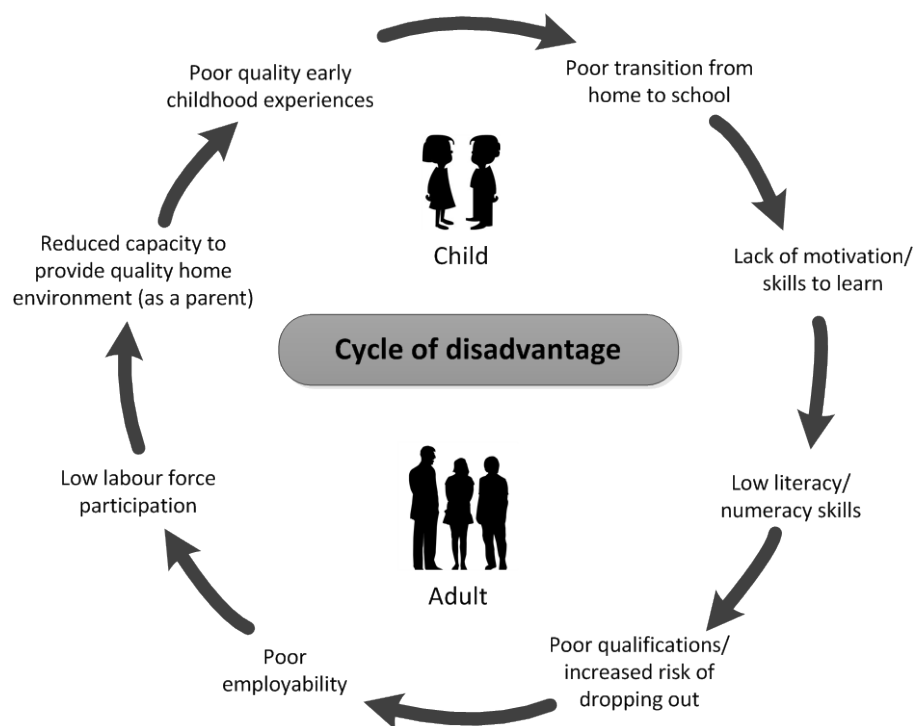 Poor quality early
childhood experiences
Poor transition from
home to school
Lack of motivation/
skills to learn
Low literacy/
numeracy skills
Poor qualifications/
increased risk of
dropping out
Poor
employability
Low labour force
participation
Reduced capacity to
provide quality home
environment (as a parent)
Child
Cycle of disadvantage
Adult